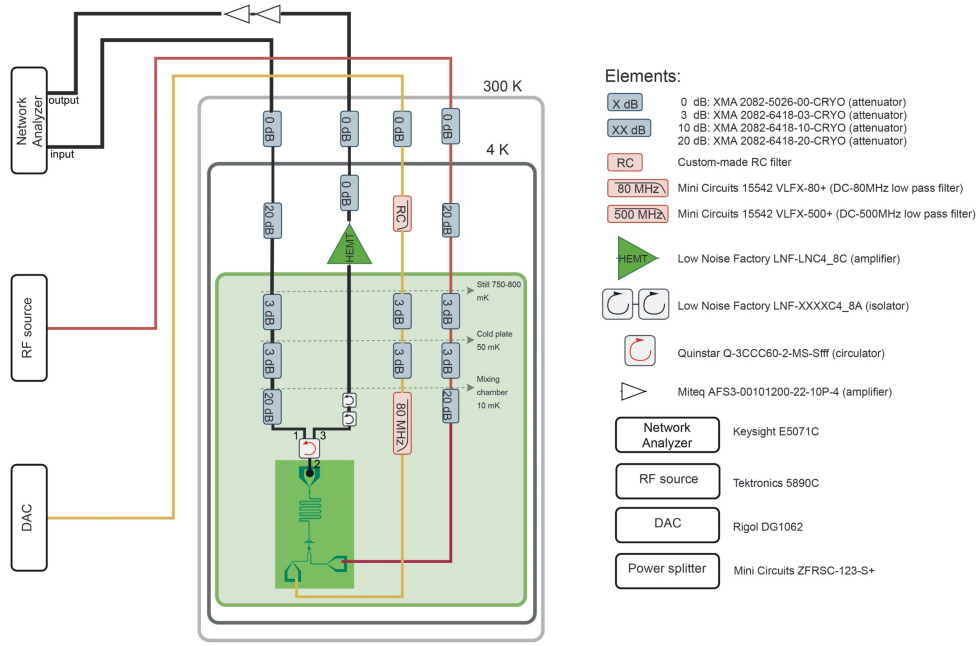 300 K
Network
Analyzer
output
input
0 dB
0 dB
0 dB
0 dB
4 K
0 dB
20 dB
RC
20 dB
HEMT
Still 750-800
mK
3 dB
3 dB
3 dB
Cold plate
50 mK
3 dB
3 dB
3 dB
Mixing
chamber
10 mK
20 dB
80 MHz
20 dB
1
3
2
RF source
DAC
Elements:
X dB
0 dB: XMA 2082-5026-00-CRYO (attenuator)
3 dB: XMA 2082-6418-03-CRYO (attenuator)
XX dB
10 dB: XMA 2082-6418-10-CRYO (attenuator)
20 dB: XMA 2082-6418-20-CRYO (attenuator)
RC
Custom-made RC filter
80 MHz
Mini Circuits 15542 VLFX-80+ (DC-80MHz low pass filter)
500 MHz
Mini Circuits 15542 VLFX-500+ (DC-500MHz low pass filter)
HEMT
Low Noise Factory LNF-LNC4_8C (amplifier)
Low Noise Factory LNF-XXXXC4_8A (isolator)
Quinstar Q-3CCC60-2-MS-Sfff (circulator)
Miteq AFS3-00101200-22-10P-4 (amplifier)
Network
Analyzer
Keysight E5071C
RF source
Tektronics 5890C
DAC
Rigol DG1062
Power splitter
Mini Circuits ZFRSC-123-S+